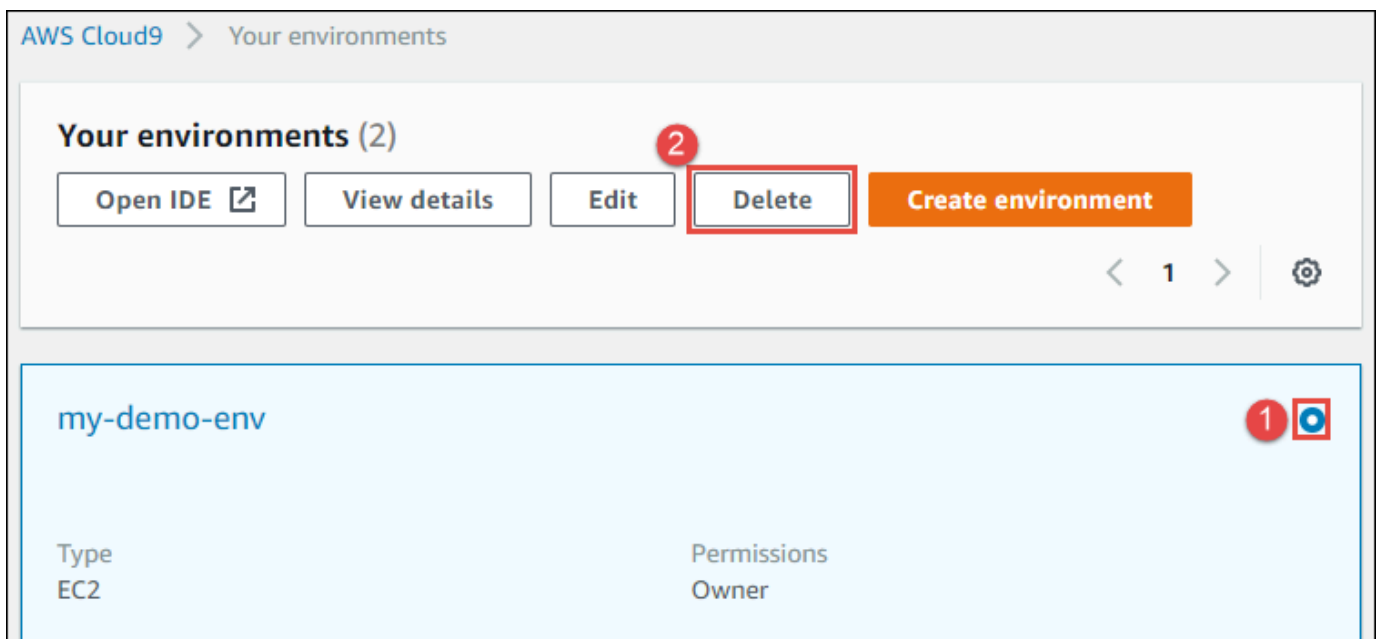 AWS Cloud9 > Your environments
Your environments (2)
2
Open IDE View details Edit Delete Create environment
< 1 >
my-demo-env
1
Type Permissions
EC2 Owner